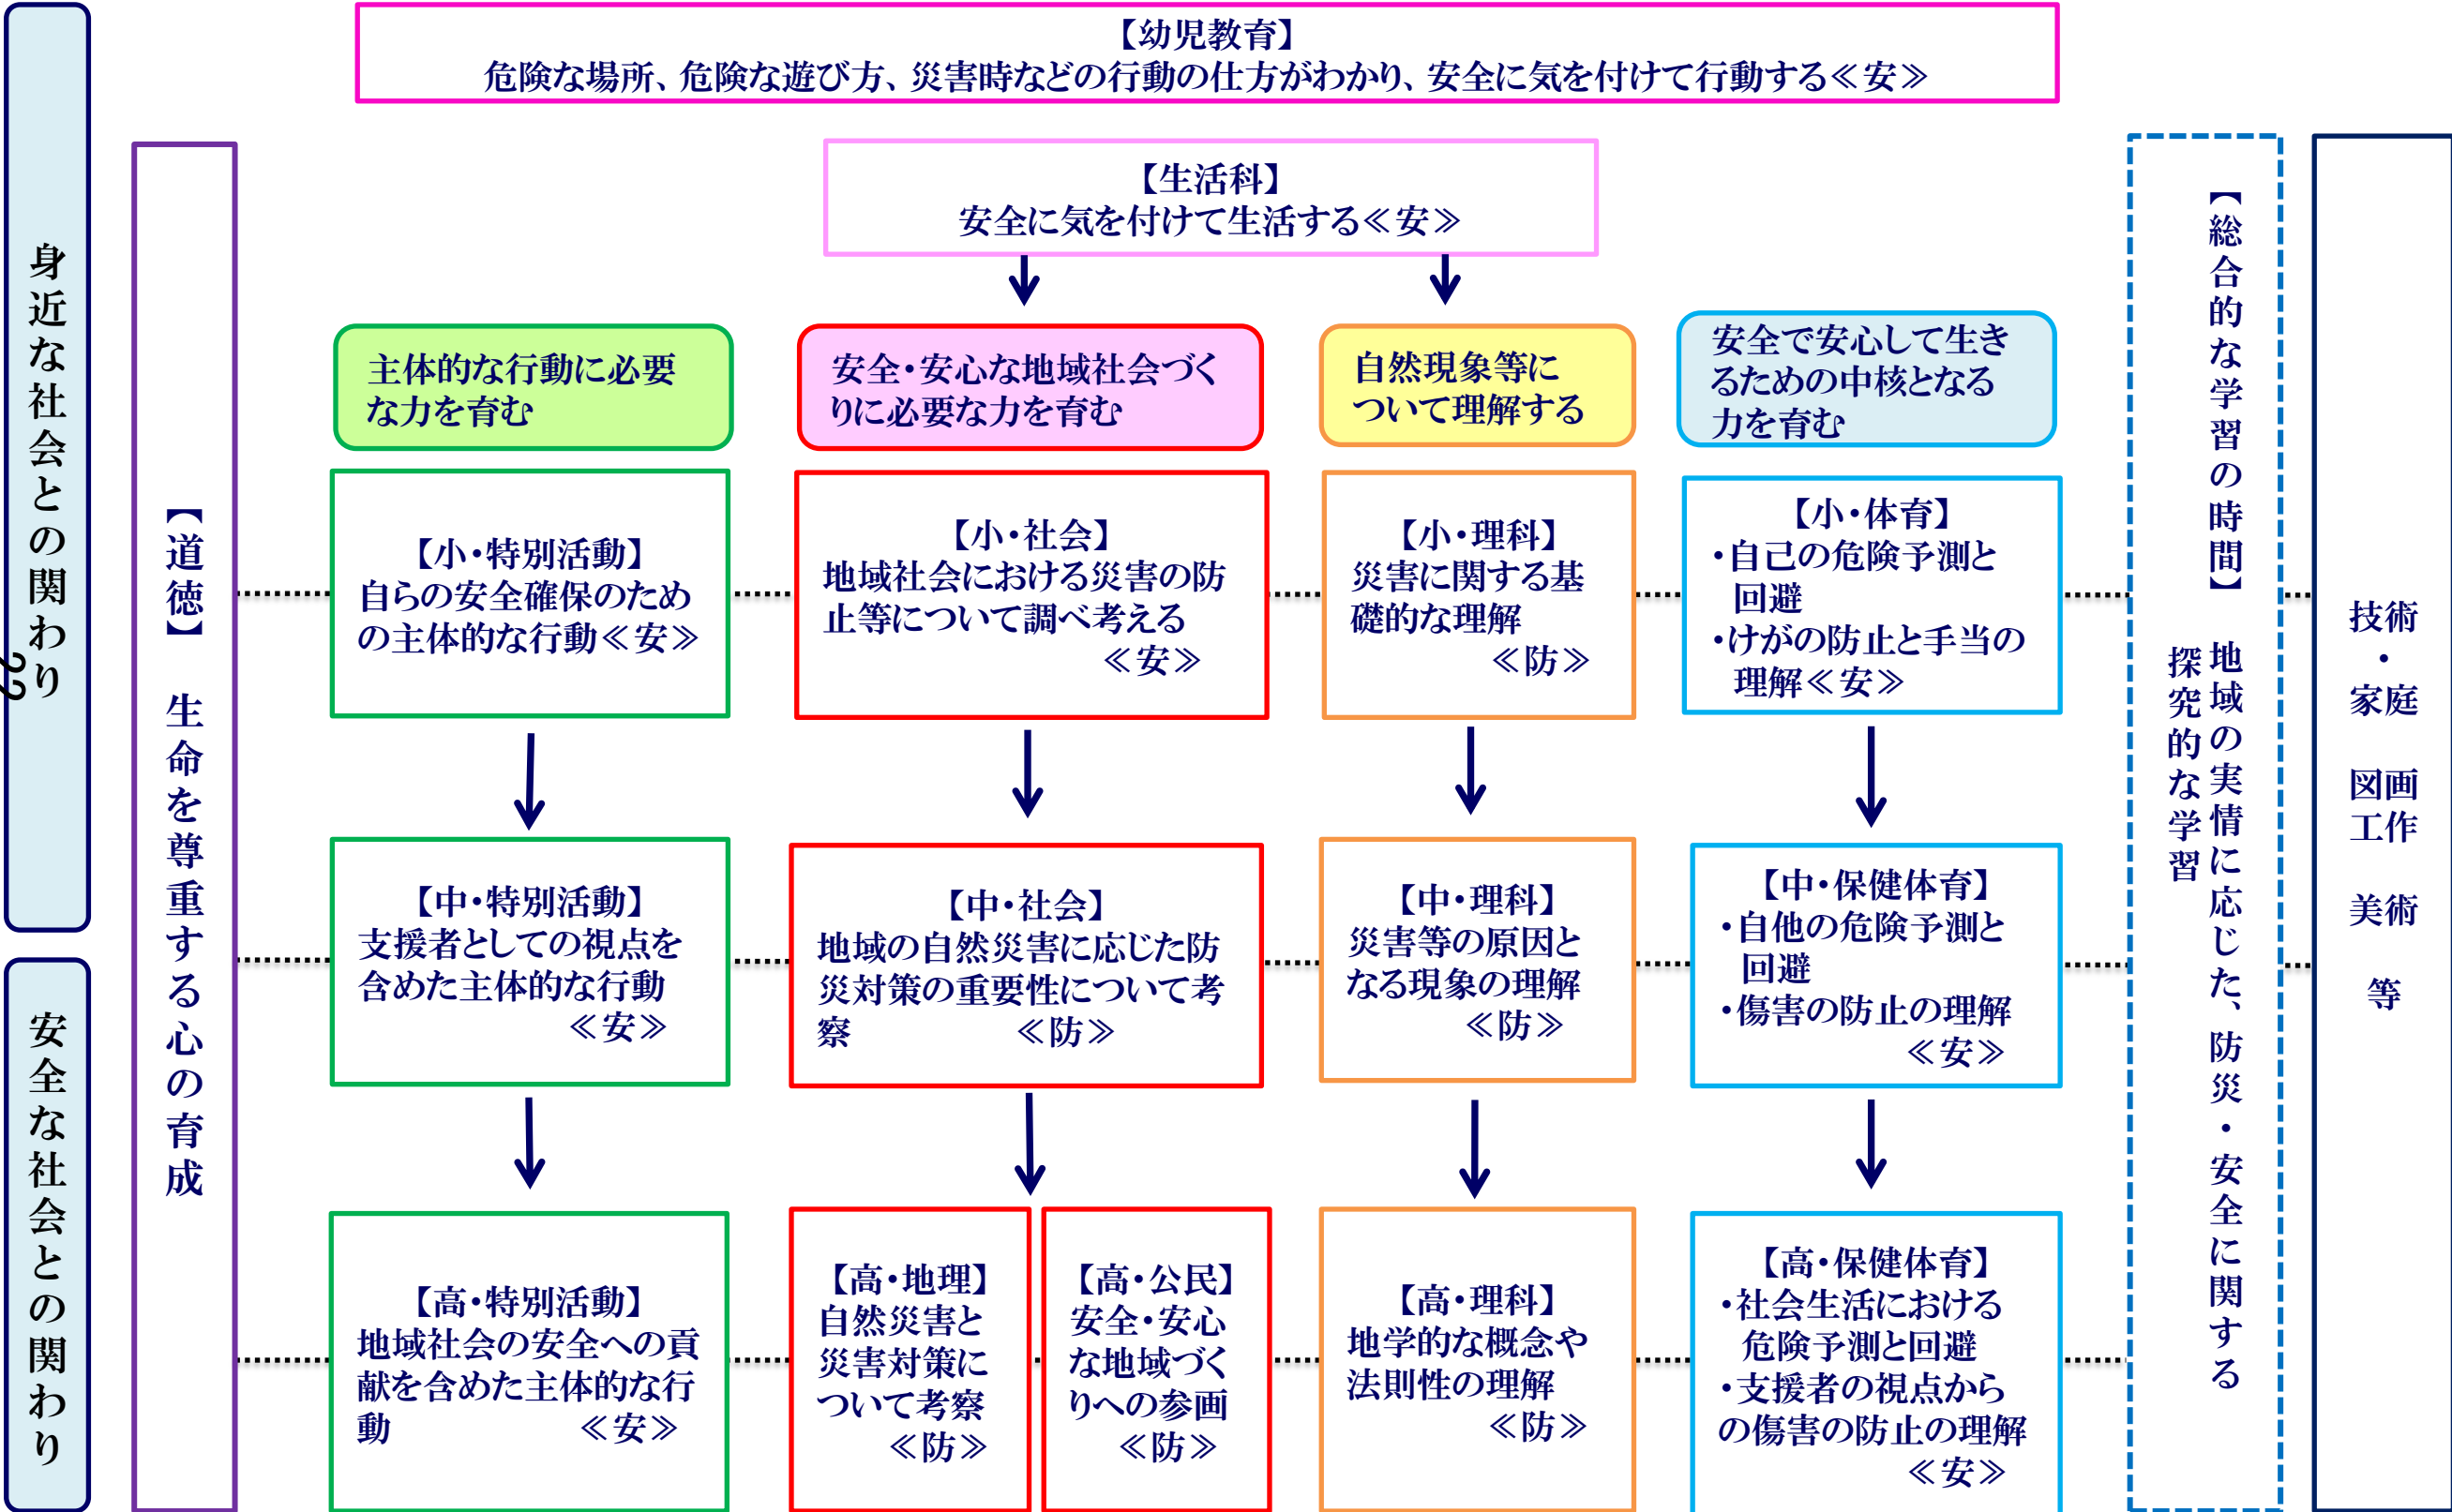 【幼児教育】
危険な場所、危険な遊び方、災害時などの行動の仕方がわかり、安全に気を付けて行動する≪安≫
【生活科】
安全に気を付けて生活する≪安≫
身近な社会との関わり
22
安全な社会との関わり
【道徳】 生命を尊重する心の育成
主体的な行動に必要
な力を育む
安全・安心な地域社会づく
りに必要な力を育む
自然現象等に
ついて理解する
安全で安心して生き
るための中核となる
力を育む
【小・特別活動】
自らの安全確保のため
の主体的な行動≪安≫
【小・社会】
地域社会における災害の防
止等について調べ考える
≪安≫
【小・理科】
災害に関する基
礎的な理解
≪防≫
【小・体育】
・自己の危険予測と
回避
・けがの防止と手当の
理解≪安≫
【中・特別活動】
支援者としての視点を
含めた主体的な行動
≪安≫
【中・社会】
地域の自然災害に応じた防
災対策の重要性について考
察 ≪防≫
【中・理科】
災害等の原因と
なる現象の理解
≪防≫
【中・保健体育】
・自他の危険予測と
回避
・傷害の防止の理解
≪安≫
【高・特別活動】
地域社会の安全への貢
献を含めた主体的な行
動 ≪安≫
【高・地理】
自然災害と
災害対策に
ついて考察
≪防≫
【高・公民】
安全・安心
な地域づく
りへの参画
≪防≫
【高・理科】
地学的な概念や
法則性の理解
≪防≫
【高・保健体育】
・社会生活における
危険予測と回避
・支援者の視点から
の傷害の防止の理解
≪安≫
【総合的な学習の時間】 地域の実情に応じた、防災・安全に関する
探究的な学習
技術
・
家庭
図画
工作
美術
等